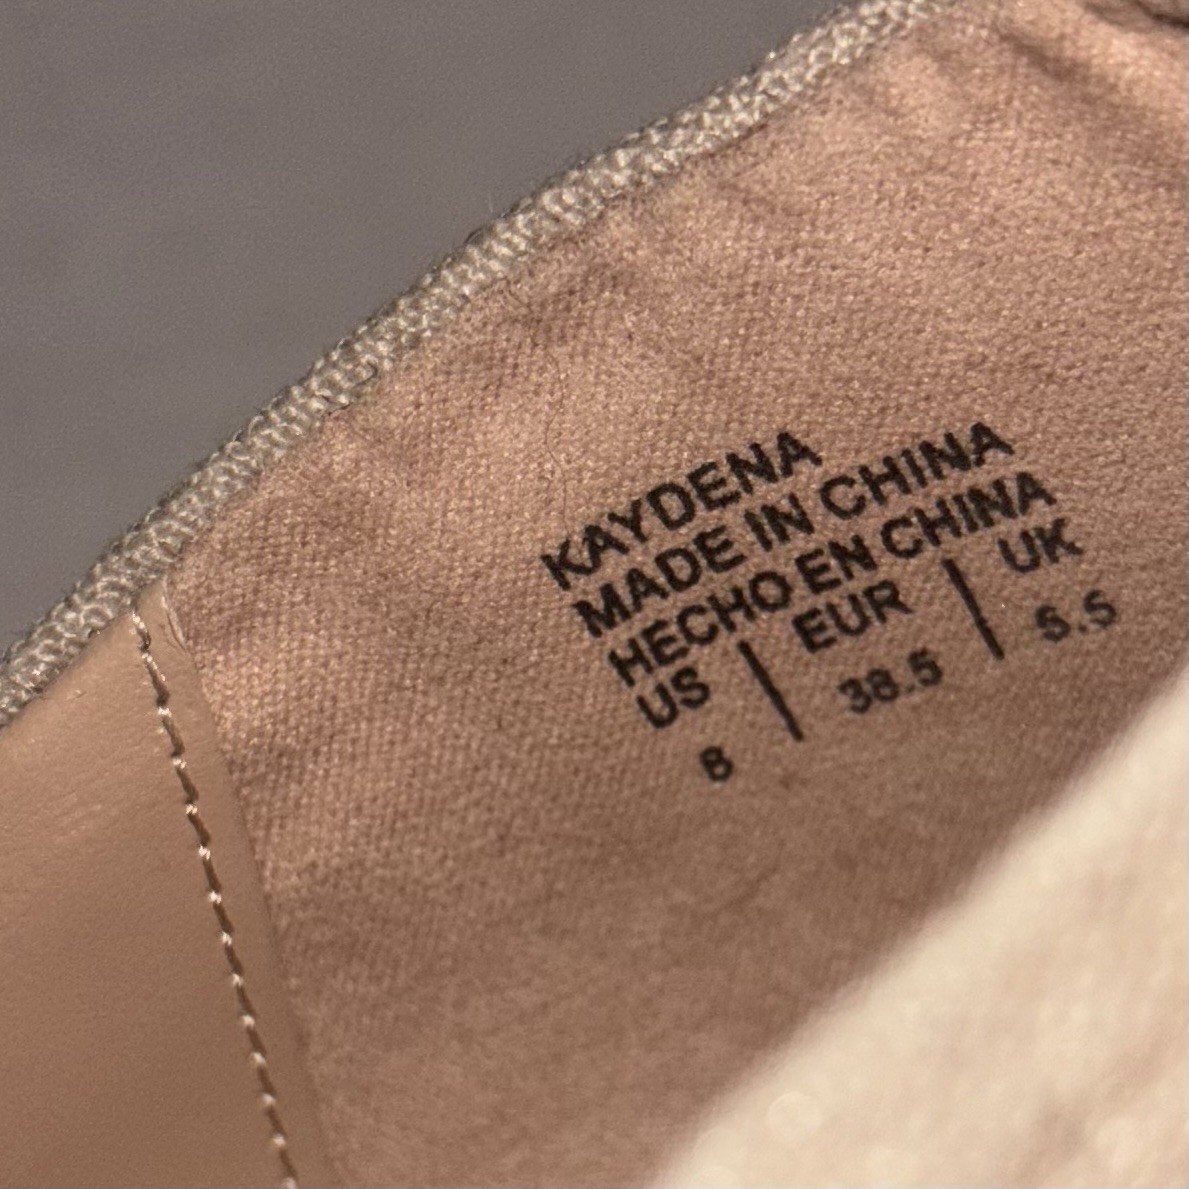 KAYDENA
MADE IN CHINA
HECHO EN CHINA
US | EUR | UK
8 38.5 5.5